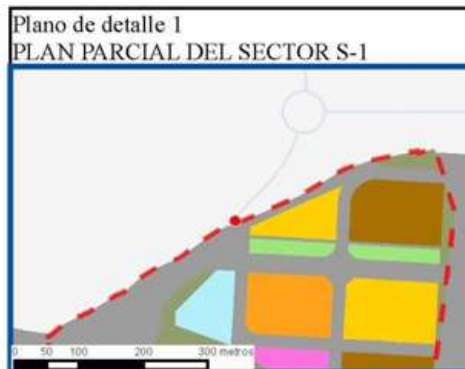 Plano de detalle 1
PLAN PARCIAL DEL SECTOR S-1
0 50 100 200 300 metros